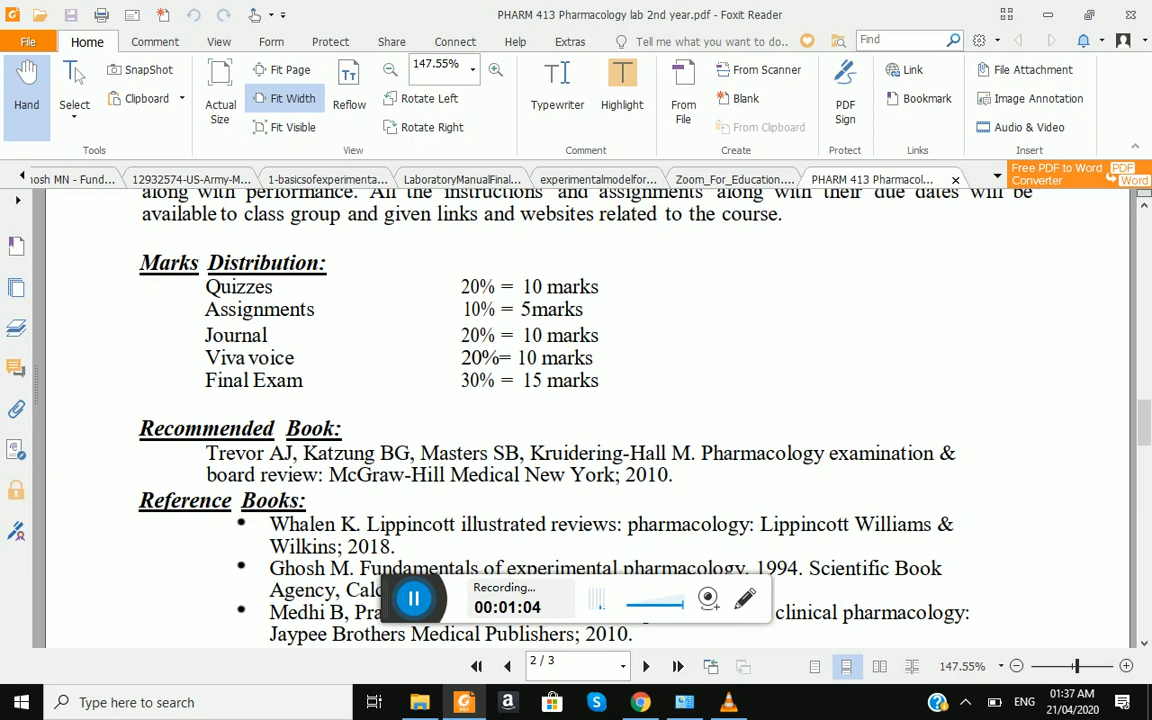 PHARM 413 Pharmacology lab 2nd year.pdf - Foxit Reader
File Home Comment View Form Protect Share Connect Help Extras Tell me what you want to do.. Find
Hand
Select
SnapShot
Clipboard
Tools
Actual Size
Fit Page
Fit Width
Fit Visible
Reflow
147.55%
Rotate Left
Rotate Right
View
Typewriter
Highlight
Comment
From File
From Scanner
Blank
From Clipboard
Create
PDF Sign
Protect
Link
Bookmark
Links
File Attachment
Image Annotation
Audio & Video
Insert
hosh MN - Fund... 12932574-US-Army-M... 1-basicsofexperimenta... LaboratoryManualFinal... experimentalmodelfor... Zoom_For_Education.... PHARM 413 Pharmacol...
Free PDF to Word Converter
PDF
Word
along with performance. All the instructions and assignments along with their due dates will be
available to class group and given links and websites related to the course.
Marks Distribution:
Quizzes 20% = 10 marks
Assignments 10% = 5marks
Journal 20% = 10 marks
Viva voice 20%= 10 marks
Final Exam 30% = 15 marks
Recommended Book:
Trevor AJ, Katzung BG, Masters SB, Kruidering-Hall M. Pharmacology examination &
board review: McGraw-Hill Medical New York; 2010.
Reference Books:
• Whalen K. Lippincott illustrated reviews: pharmacology: Lippincott Williams &
Wilkins; 2018.
• Ghosh M. Fundamentals of experimental pharmacology. 1994. Scientific Book
Agency,
• Medhi B, clinical pharmacology:
Jaypee Brothers Medical Publishers; 2010.
Recording...
00:01:04
2 / 3
147.55%
Type here to search
ENG
01:37 AM
21/04/2020